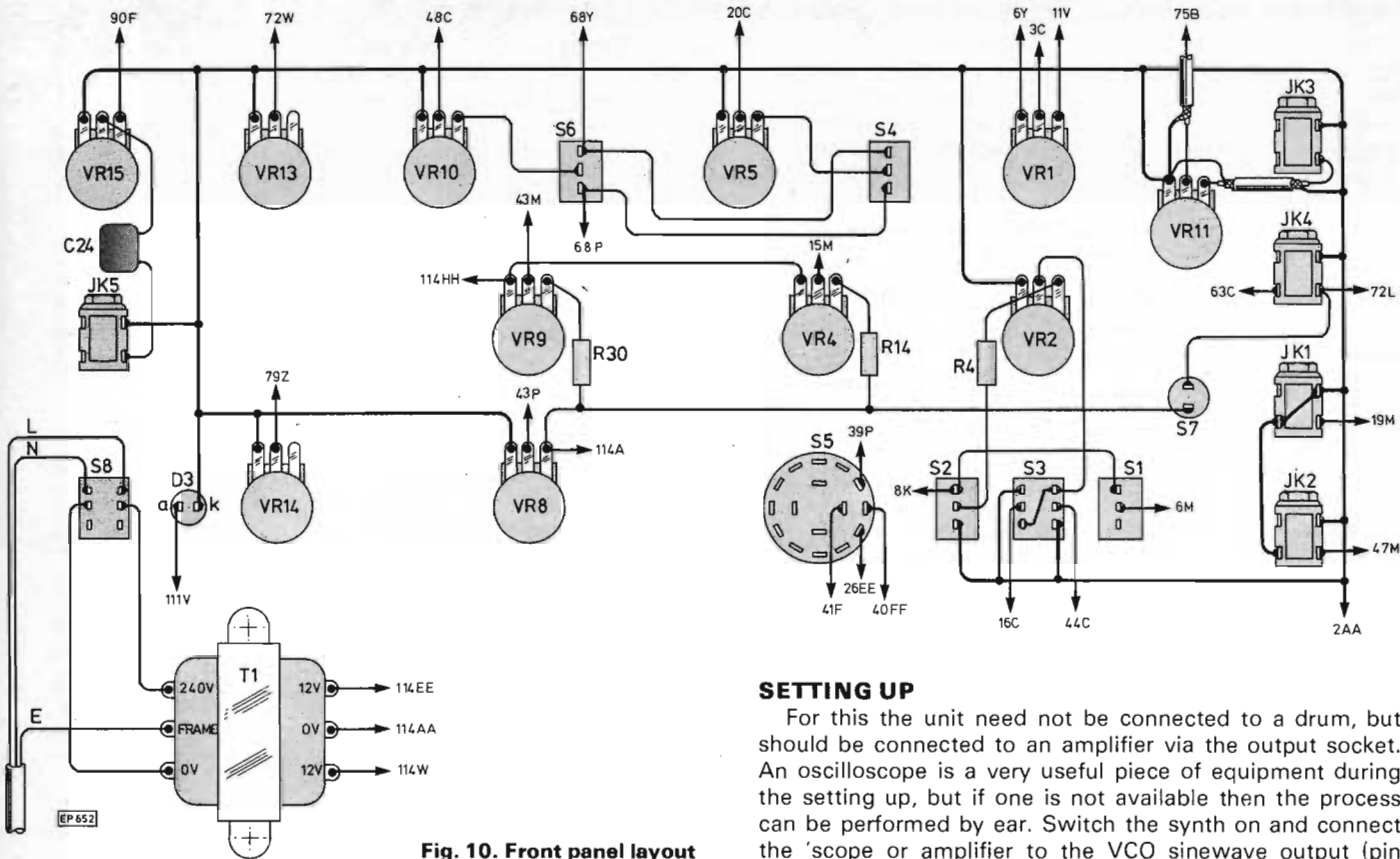 90F 72W 48C 68Y 20C 6Y 3C 11V 75B
JK3
S6 S4
VR15 VR13 VR10 VR5 VR1
VR11
JK4
C24
43M 68P 15M
JK5 114HH
63C 72L
VR9 R30 VR4 R14 R4 VR2
JK1
79Z 43P
S7 19M
L
N
S8 D3 a k VR14 VR8 114A
S5 39P
S2 S3 S1
8K 6M
JK2
47M
111V
41F 26EE 40FF 16C 44C 2AA
T1
240V 12V 114EE
E FRAME 0V 114AA
0V 12V 114W
EP652
Fig. 10. Front panel layout
SETTING UP
For this the unit need not be connected to a drum, but
should be connected to an amplifier via the output socket.
An oscilloscope is a very useful piece of equipment during
the setting up, but if one is not available then the process
can be performed by ear. Switch the synth on and connect
the 'scope or amplifier to the VCO sinewave output (pin